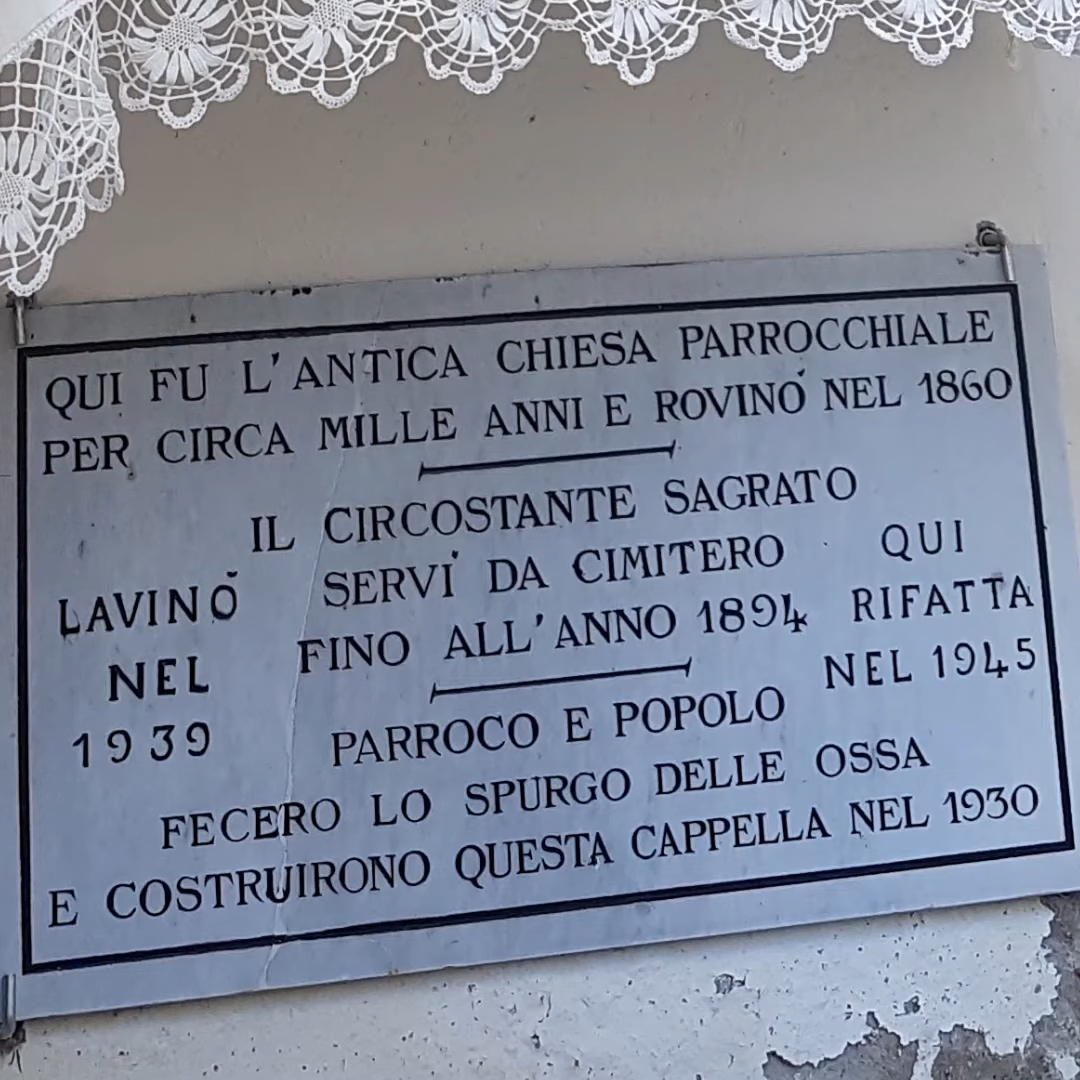 QUI FU L'ANTICA CHIESA PARROCCHIALE
PER CIRCA MILLE ANNI E ROVINÒ NEL 1860
IL CIRCOSTANTE SAGRATO
SERVÌ DA CIMITERO
FINO ALL'ANNO 1894
LAVINÒ
NEL
1939
QUI
RIFATTA
NEL 1945
PARROCO E POPOLO
FECERO LO SPURGO DELLE OSSA
E COSTRUIRONO QUESTA CAPPELLA NEL 1930